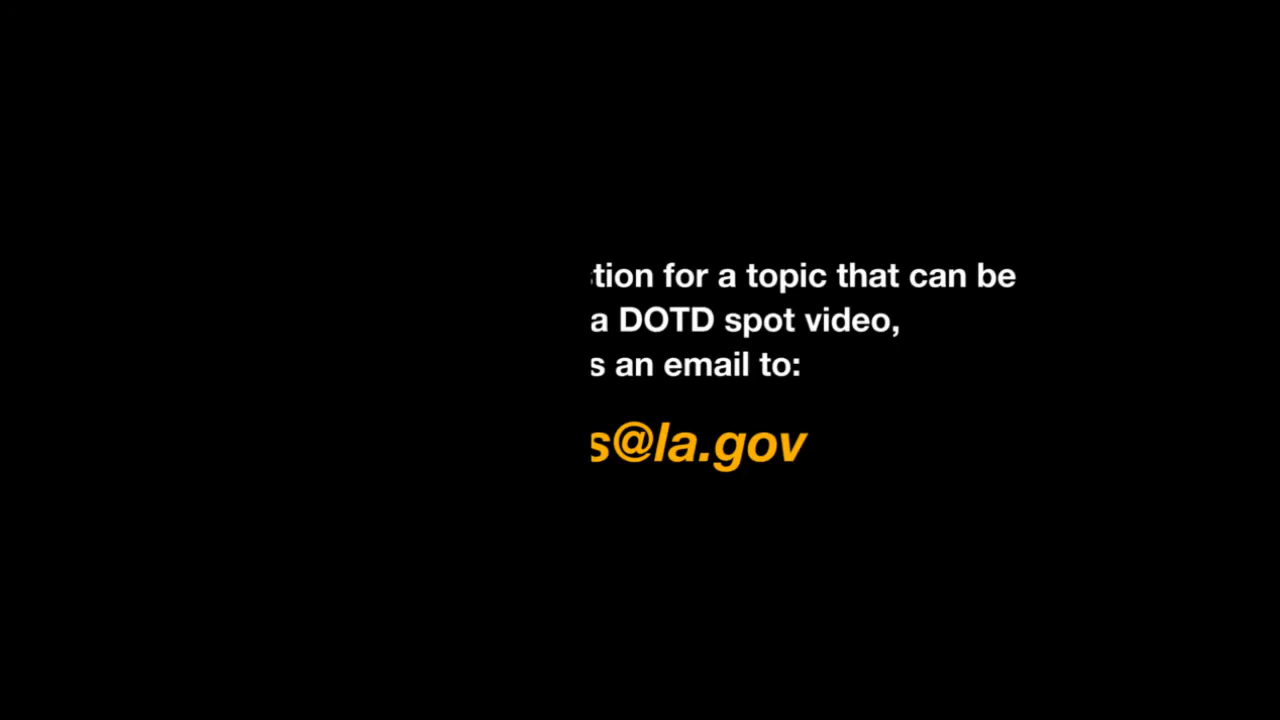 tion for a topic that can be
a DOTD spot video,
s an email to:
s@la.gov